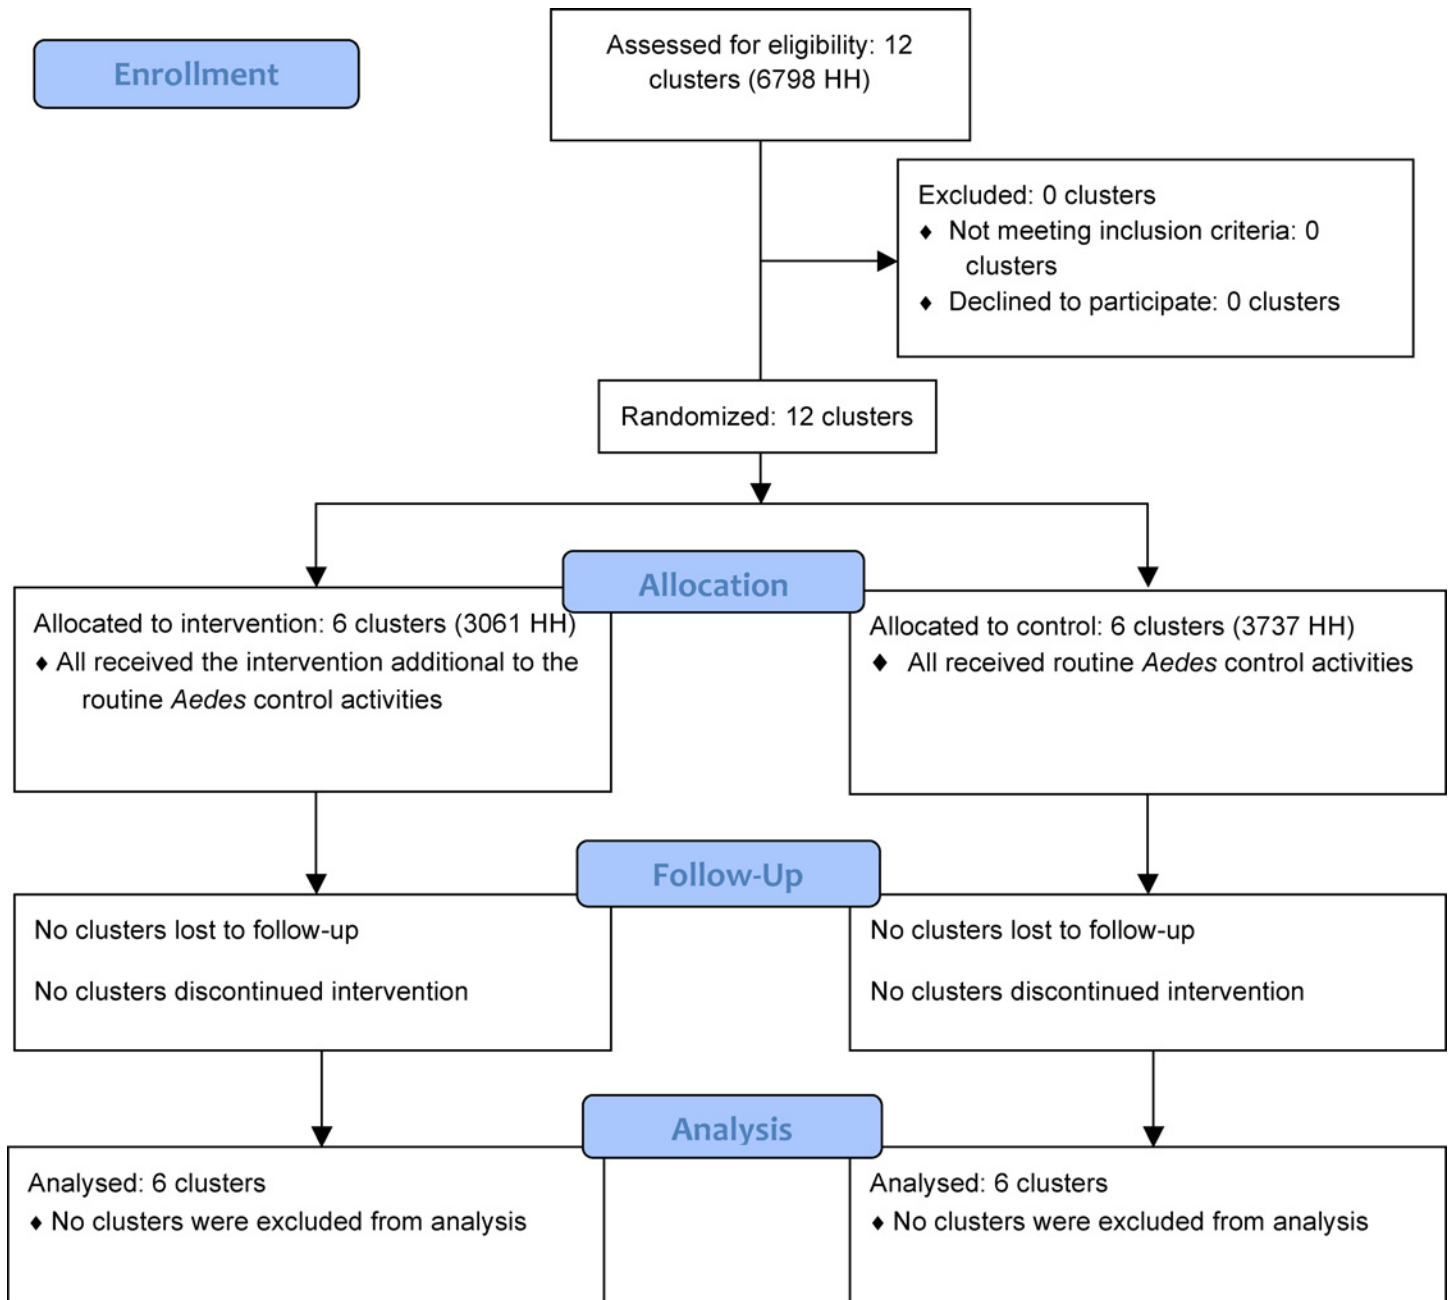 Enrollment
Assessed for eligibility: 12
clusters (6798 HH)
Excluded: 0 clusters
♦ Not meeting inclusion criteria: 0
clusters
♦ Declined to participate: 0 clusters
Randomized: 12 clusters
Allocation
Allocated to intervention: 6 clusters (3061 HH)
♦ All received the intervention additional to the
routine Aedes control activities
Allocated to control: 6 clusters (3737 HH)
♦ All received routine Aedes control activities
Follow-Up
No clusters lost to follow-up
No clusters discontinued intervention
No clusters lost to follow-up
No clusters discontinued intervention
Analysis
Analysed: 6 clusters
♦ No clusters were excluded from analysis
Analysed: 6 clusters
♦ No clusters were excluded from analysis